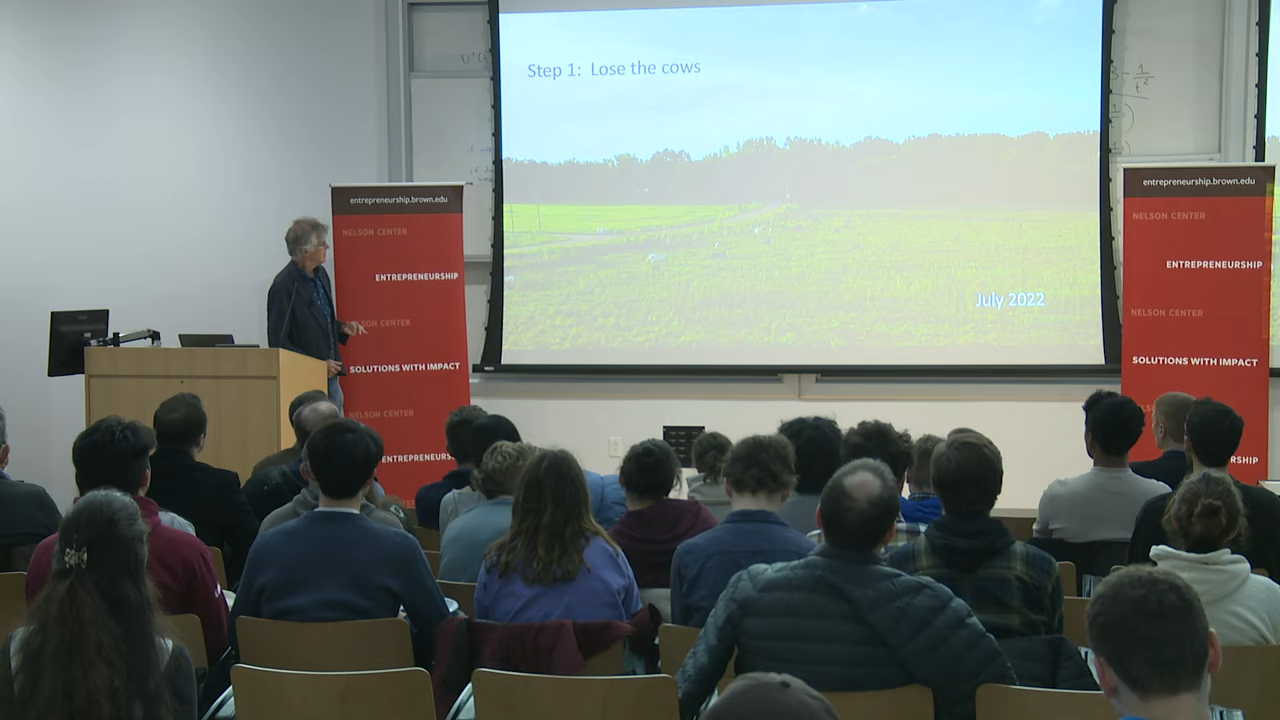 Step 1: Lose the cows
July 2022
entrepreneurship.brown.edu
NELSON CENTER
ENTREPRENEURSHIP
NELSON CENTER
SOLUTIONS WITH IMPACT
NELSON CENTER
ENTREPRENEURS
entrepreneurship.brown.edu
NELSON CENTER
ENTREPRENEURSHIP
NELSON CENTER
SOLUTIONS WITH IMPACT